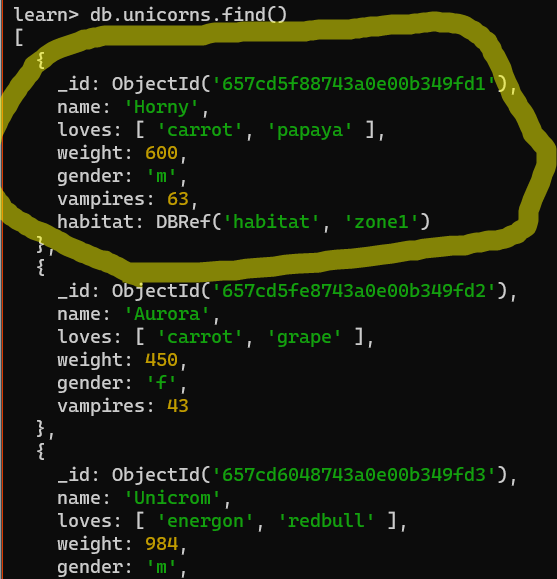 learn> db.unicorns.find()
[
  {
    _id: ObjectId('657cd5f88743a0e00b349fd1'),
    name: 'Horny',
    loves: [ 'carrot', 'papaya' ],
    weight: 600,
    gender: 'm',
    vampires: 63,
    habitat: DBRef('habitat', 'zone1')
  },
  {
    _id: ObjectId('657cd5fe8743a0e00b349fd2'),
    name: 'Aurora',
    loves: [ 'carrot', 'grape' ],
    weight: 450,
    gender: 'f',
    vampires: 43
  },
  {
    _id: ObjectId('657cd6048743a0e00b349fd3'),
    name: 'Unicrom',
    loves: [ 'energon', 'redbull' ],
    weight: 984,
    gender: 'm',